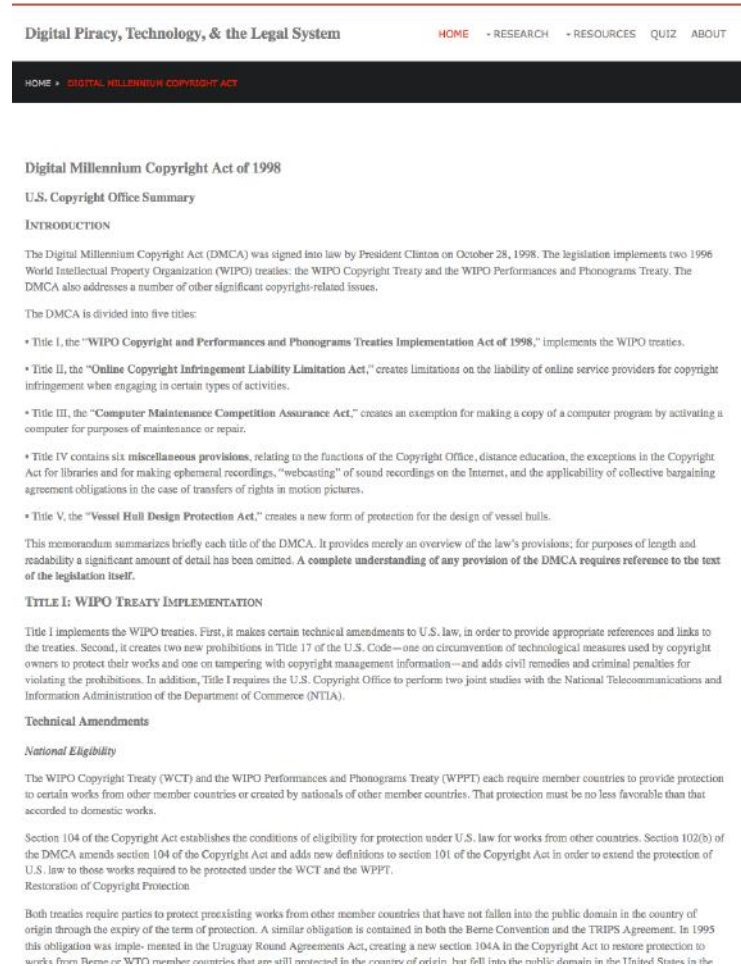 Digital Piracy, Technology, & the Legal System
HOME - RESEARCH - RESOURCES QUIZ ABOUT
HOME ▸ DIGITAL MILLENNIUM COPYRIGHT ACT
Digital Millennium Copyright Act of 1998
U.S. Copyright Office Summary
INTRODUCTION
The Digital Millennium Copyright Act (DMCA) was signed into law by President Clinton on October 28, 1998. The legislation implements two 1996
World Intellectual Property Organization (WIPO) treaties: the WIPO Copyright Treaty and the WIPO Performances and Phonograms Treaty. The
DMCA also addresses a number of other significant copyright-related issues.
The DMCA is divided into five titles:
• Title I, the “WIPO Copyright and Performances and Phonograms Treaties Implementation Act of 1998,” implements the WIPO treaties.
• Title II, the “Online Copyright Infringement Liability Limitation Act,” creates limitations on the liability of online service providers for copyright
infringement when engaging in certain types of activities.
• Title III, the “Computer Maintenance Competition Assurance Act,” creates an exemption for making a copy of a computer program by activating a
computer for purposes of maintenance or repair.
• Title IV contains six miscellaneous provisions, relating to the functions of the Copyright Office, distance education, the exceptions in the Copyright
Act for libraries and for making ephemeral recordings, “webcasting” of sound recordings on the Internet, and the applicability of collective bargaining
agreement obligations in the case of transfers of rights in motion pictures.
• Title V, the “Vessel Hull Design Protection Act,” creates a new form of protection for the design of vessel hulls.
This memorandum summarizes briefly each title of the DMCA. It provides merely an overview of the law’s provisions; for purposes of length and
readability a significant amount of detail has been omitted. A complete understanding of any provision of the DMCA requires reference to the text
of the legislation itself.
TITLE I: WIPO TREATY IMPLEMENTATION
Title I implements the WIPO treaties. First, it makes certain technical amendments to U.S. law, in order to provide appropriate references and links to
the treaties. Second, it creates two new prohibitions in Title 17 of the U.S. Code—one on circumvention of technological measures used by copyright
owners to protect their works and one on tampering with copyright management information—and adds civil remedies and criminal penalties for
violating the prohibitions. In addition, Title I requires the U.S. Copyright Office to perform two joint studies with the National Telecommunications and
Information Administration of the Department of Commerce (NTIA).
Technical Amendments
National Eligibility
The WIPO Copyright Treaty (WCT) and the WIPO Performances and Phonograms Treaty (WPPT) each require member countries to provide protection
to certain works from other member countries or created by nationals of other member countries. That protection must be no less favorable than that
accorded to domestic works.
Section 104 of the Copyright Act establishes the conditions of eligibility for protection under U.S. law for works from other countries. Section 102(b) of
the DMCA amends section 104 of the Copyright Act and adds new definitions to section 101 of the Copyright Act in order to extend the protection of
U.S. law to those works required to be protected under the WCT and the WPPT.
Restoration of Copyright Protection
Both treaties require parties to protect preexisting works from other member countries that have not fallen into the public domain in the country of
origin through the expiry of the term of protection. A similar obligation is contained in both the Berne Convention and the TRIPS Agreement. In 1995
this obligation was imple- mented in the Uruguay Round Agreements Act, creating a new section 104A in the Copyright Act to restore protection to
works from Berne or WTO member countries that are still protected in the country of origin, but fell into the public domain in the United States in the